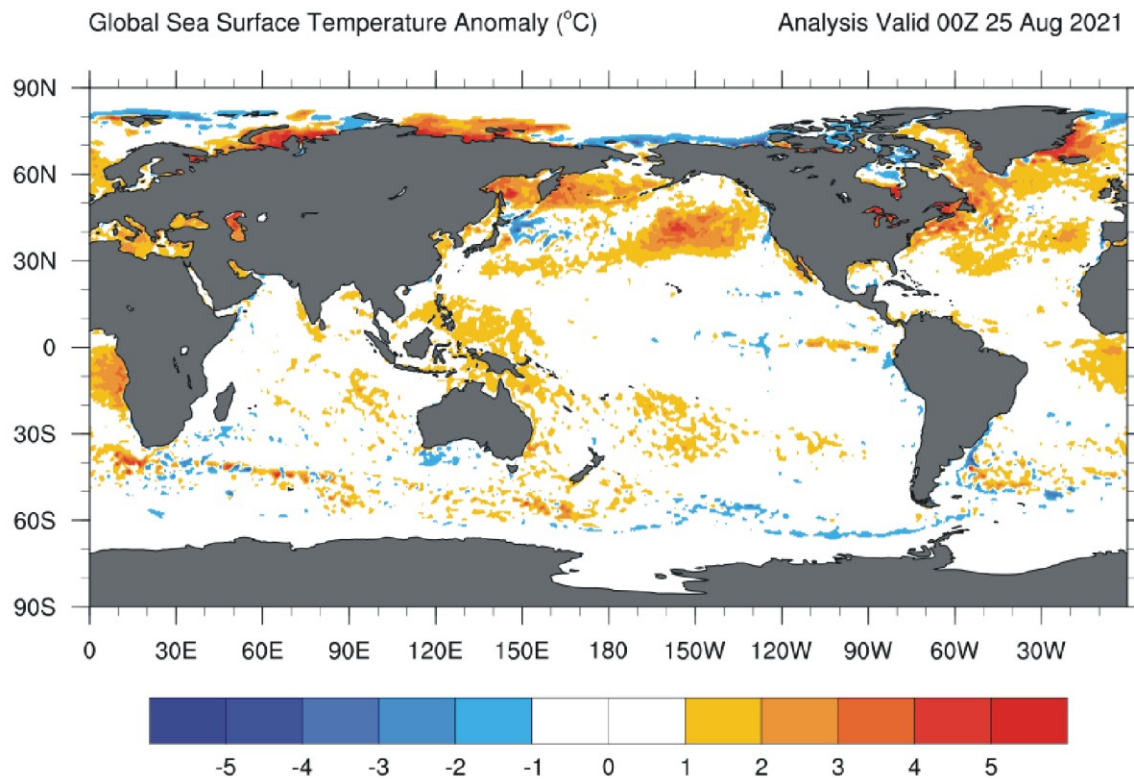 Global Sea Surface Temperature Anomaly (°C) Analysis Valid 00Z 25 Aug 2021
90N
60N
30N
0
30S
60S
90S
0 30E 60E 90E 120E 150E 180 150W 120W 90W 60W 30W
-5 -4 -3 -2 -1 0 1 2 3 4 5